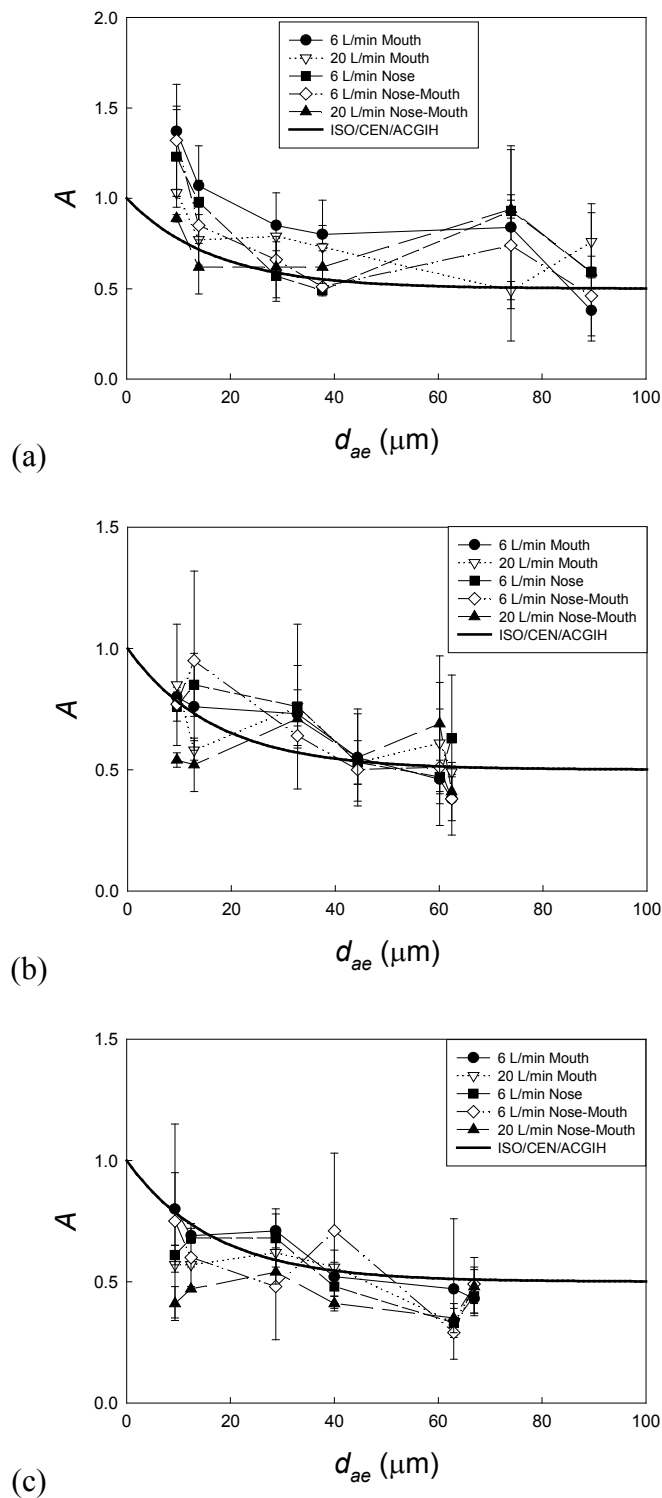 2.0
6 L/min Mouth
20 L/min Mouth
6 L/min Nose
6 L/min Nose-Mouth
20 L/min Nose-Mouth
ISO/CEN/ACGIH
1.5
A
1.0
0.5
0.0
0 20 40 60 80 100
(a)
dae (μm)
1.5
6 L/min Mouth
20 L/min Mouth
6 L/min Nose
6 L/min Nose-Mouth
20 L/min Nose-Mouth
ISO/CEN/ACGIH
1.0
A
0.5
0.0
0 20 40 60 80 100
(b)
dae (μm)
1.5
6 L/min Mouth
20 L/min Mouth
6 L/min Nose
6 L/min Nose-Mouth
20 L/min Nose-Mouth
ISO/CEN/ACGIH
1.0
A
0.5
0.0
0 20 40 60 80 100
dae (μm)
(c)